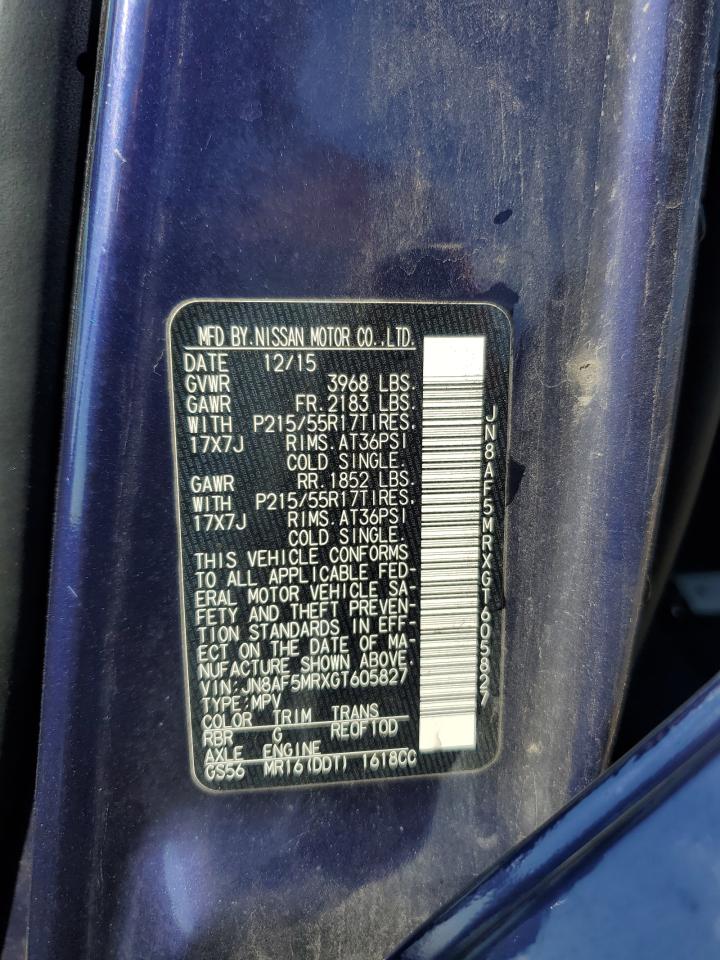 MFD BY.NISSAN MOTOR CO.,LTD.
DATE 12/15
GVWR 3968 LBS.
GAWR FR.2183 LBS.
WITH P215/55R17TIRES.
17X7J RIMS.AT36PSI
COLD SINGLE.
GAWR RR.1852 LBS.
WITH P215/55R17TIRES.
17X7J RIMS.AT36PSI
COLD SINGLE.
THIS VEHICLE CONFORMS
TO ALL APPLICABLE FED-
ERAL MOTOR VEHICLE SA-
FETY AND THEFT PREVEN-
TION STANDARDS IN EFF-
ECT ON THE DATE OF MA-
NUFACTURE SHOWN ABOVE.
VIN:JN8AF5MRXGT605827
TYPE:MPV
COLOR TRIM TRANS
RBR G RE0F10D
AXLE ENGINE
GS56 MR16(DDT) 1618CC
JN8AF5MRXGT605827